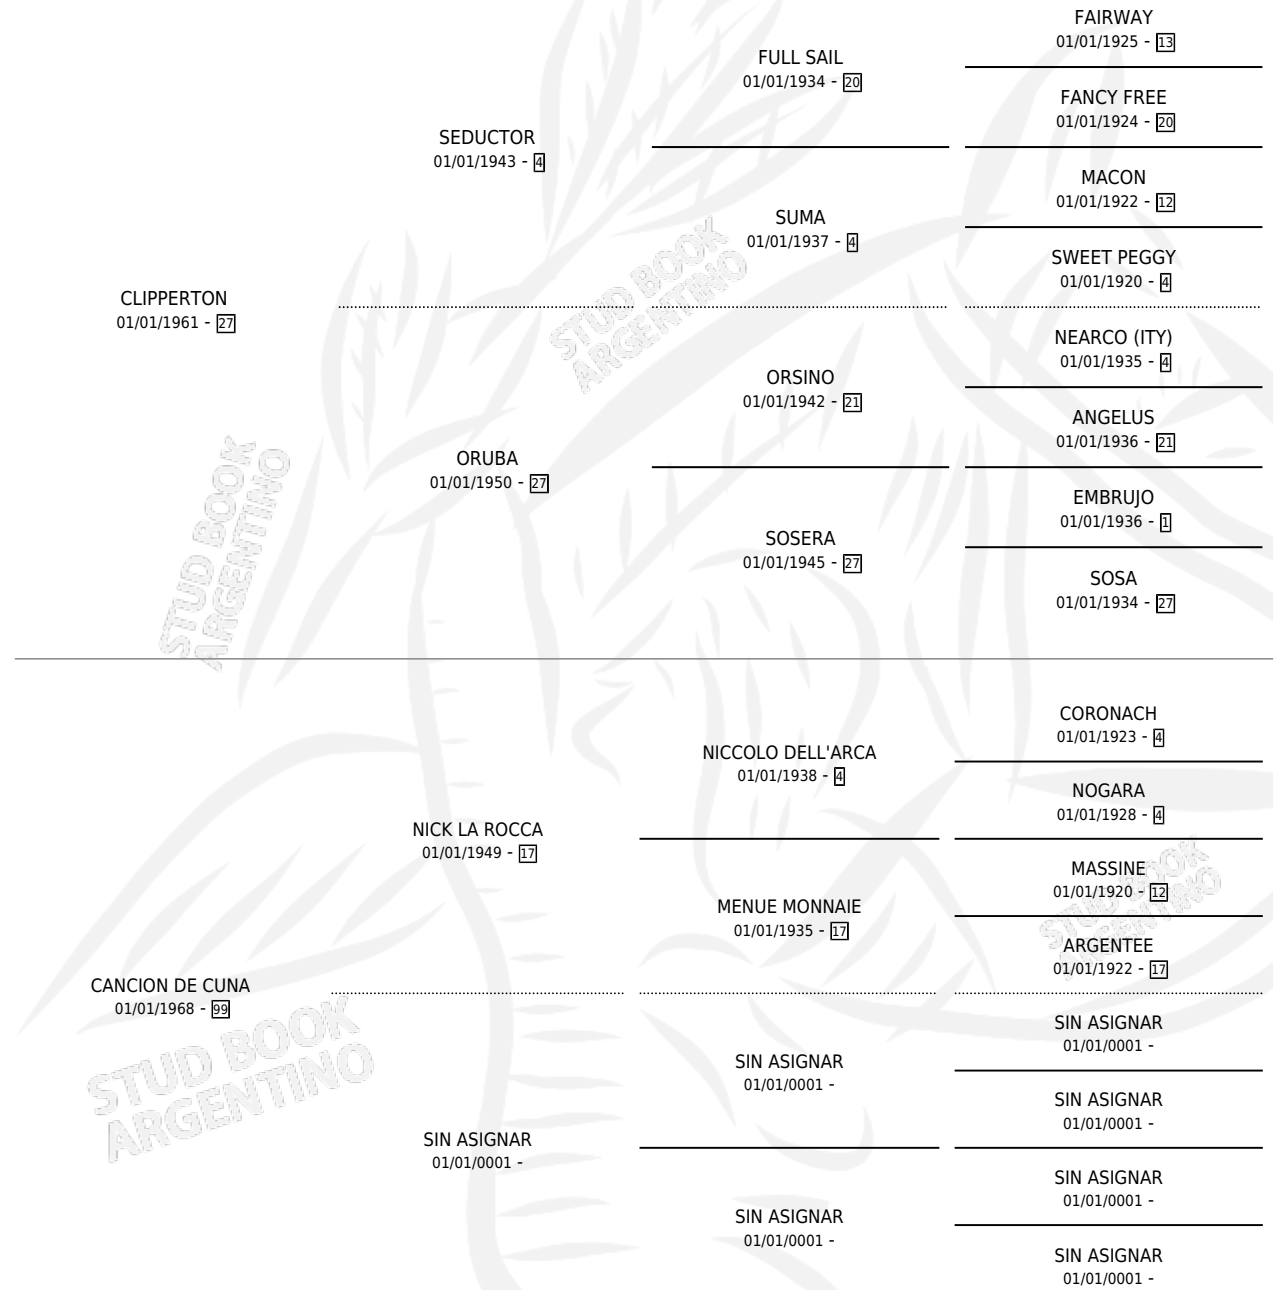 FAIRWAY
01/01/1925 - 13
FULL SAIL
01/01/1934 - 20
FANCY FREE
01/01/1924 - 20
SEDUCTOR
01/01/1943 - 4
MACON
01/01/1922 - 12
SUMA
01/01/1937 - 4
SWEET PEGGY
01/01/1920 - 4
CLIPPERTON
01/01/1961 - 27
NEARCO (ITY)
01/01/1935 - 4
ORSINO
01/01/1942 - 21
ANGELUS
01/01/1936 - 21
ORUBA
01/01/1950 - 27
EMBRUJO
01/01/1936 - 1
SOSERA
01/01/1945 - 27
SOSA
01/01/1934 - 27
STUD BOOK
ARGENTINO
STUD BOOK
ARGENTINO
CORONACH
01/01/1923 - 4
NICCOLO DELL'ARCA
01/01/1938 - 4
NOGARA
01/01/1928 - 4
NICK LA ROCCA
01/01/1949 - 17
MASSINE
01/01/1920 - 12
MENUE MONNAIE
01/01/1935 - 17
ARGENTEE
01/01/1922 - 17
STUD BOOK
ARGENTINO
CANCION DE CUNA
01/01/1968 - 99
SIN ASIGNAR
01/01/0001 -
SIN ASIGNAR
01/01/0001 -
SIN ASIGNAR
01/01/0001 -
STUD BOOK
ARGENTINO
SIN ASIGNAR
01/01/0001 -
SIN ASIGNAR
01/01/0001 -
SIN ASIGNAR
01/01/0001 -
SIN ASIGNAR
01/01/0001 -